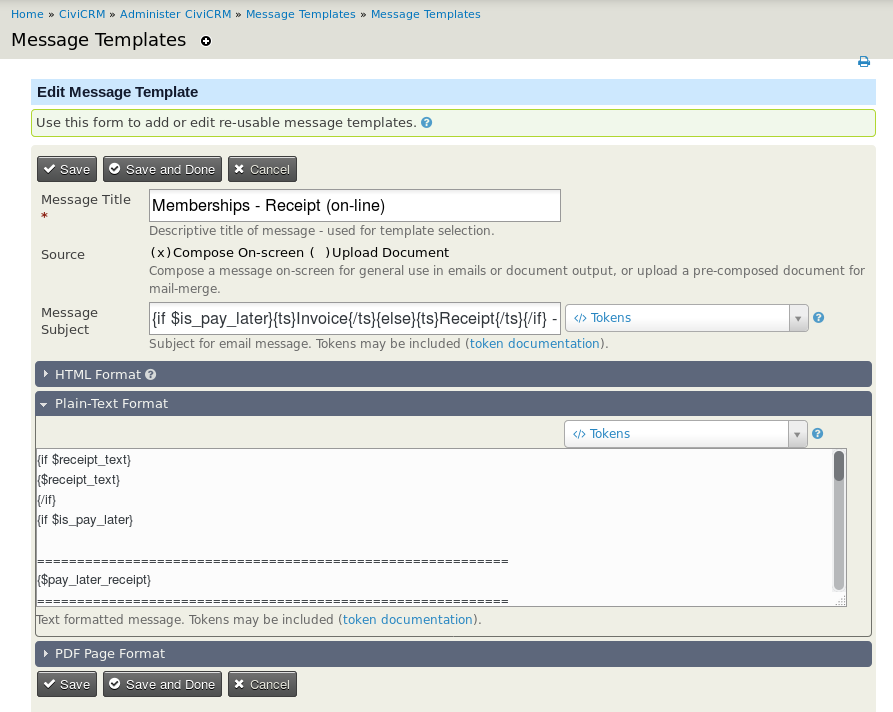 Home » CiviCRM » Administer CiviCRM » Message Templates » Message Templates
Message Templates
Edit Message Template
Use this form to add or edit re-usable message templates.
Save Save and Done Cancel
Message Title *
Memberships - Receipt (on-line)
Descriptive title of message - used for template selection.
Source
(x)Compose On-screen ( )Upload Document
Compose a message on-screen for general use in emails or document output, or upload a pre-composed document for
mail-merge.
Message
Subject
{if $is_pay_later}{ts}Invoice{/ts}{else}{ts}Receipt{/ts}{/if} -
</> Tokens
Subject for email message. Tokens may be included (token documentation).
HTML Format
Plain-Text Format
</> Tokens
{if $receipt_text}
{$receipt_text}
{/if}
{if $is_pay_later}
===========================================================
{$pay_later_receipt}
===========================================================
Text formatted message. Tokens may be included (token documentation).
PDF Page Format
Save Save and Done Cancel